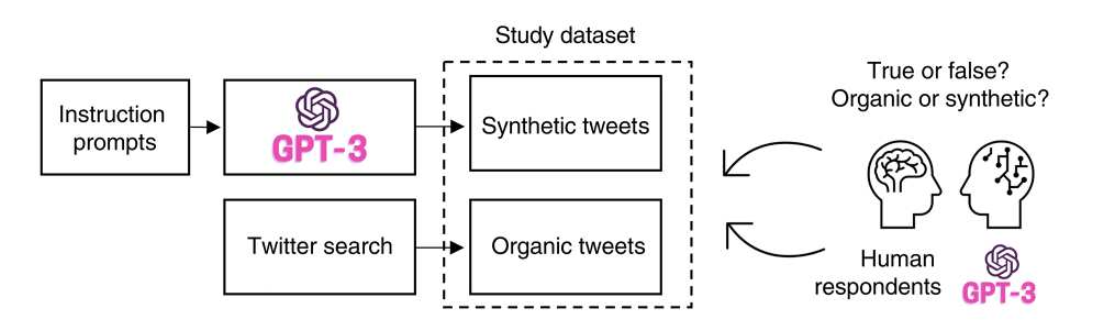 Study dataset
True or false?
Organic or synthetic?
Instruction
prompts
GPT-3
Synthetic tweets
Twitter search
Organic tweets
Human
respondents
GPT-3